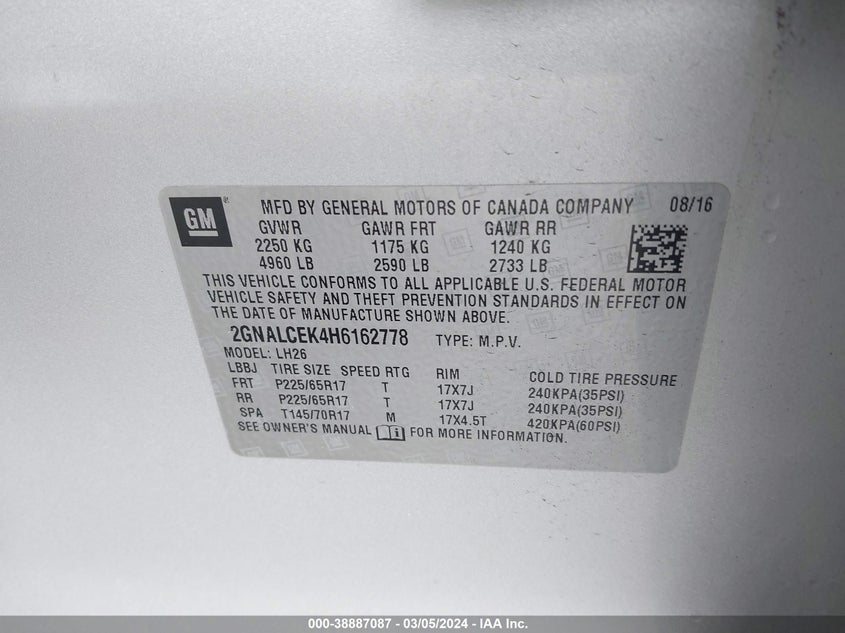 GM
MFD BY GENERAL MOTORS OF CANADA COMPANY 08/16
GVWR GAWR FRT GAWR RR
2250 KG 1175 KG 1240 KG
4960 LB 2590 LB 2733 LB
THIS VEHICLE CONFORMS TO ALL APPLICABLE U.S. FEDERAL MOTOR
VEHICLE SAFETY AND THEFT PREVENTION STANDARDS IN EFFECT ON
THE DATE OF MANUFACTURE SHOWN ABOVE.
2GNALCEK4H6162778 TYPE: M.P.V.
MODEL: LH26
LBBJ TIRE SIZE SPEED RTG RIM COLD TIRE PRESSURE
FRT P225/65R17 T 17X7J 240KPA(35PSI)
RR P225/65R17 T 17X7J 240KPA(35PSI)
SPA T145/70R17 M 17X4.5T 420KPA(60PSI)
SEE OWNER'S MANUAL FOR MORE INFORMATION.
000-38887087 - 03/05/2024 - IAA Inc.